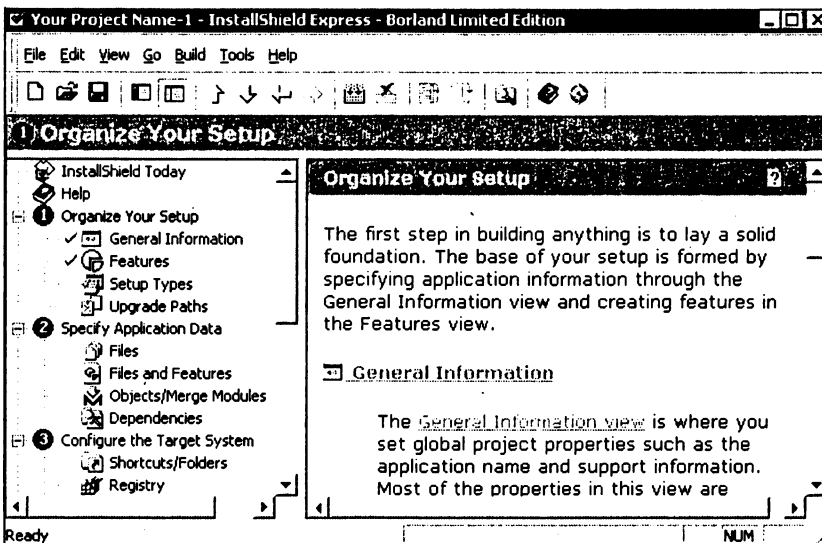 Your Project Name-1 - InstallShield Express - Borland Limited Edition
File Edit View Go Build Tools Help
1 Organize Your Setup
InstallShield Today
Help
1 Organize Your Setup
General Information
Features
Setup Types
Upgrade Paths
2 Specify Application Data
Files
Files and Features
Objects/Merge Modules
Dependencies
3 Configure the Target System
Shortcuts/Folders
Registry
Organize Your Setup
The first step in building anything is to lay a solid
foundation. The base of your setup is formed by
specifying application information through the
General Information view and creating features in
the Features view.
General Information
The General Information view is where you
set global project properties such as the
application name and support information.
Most of the properties in this view are
Ready
NUM